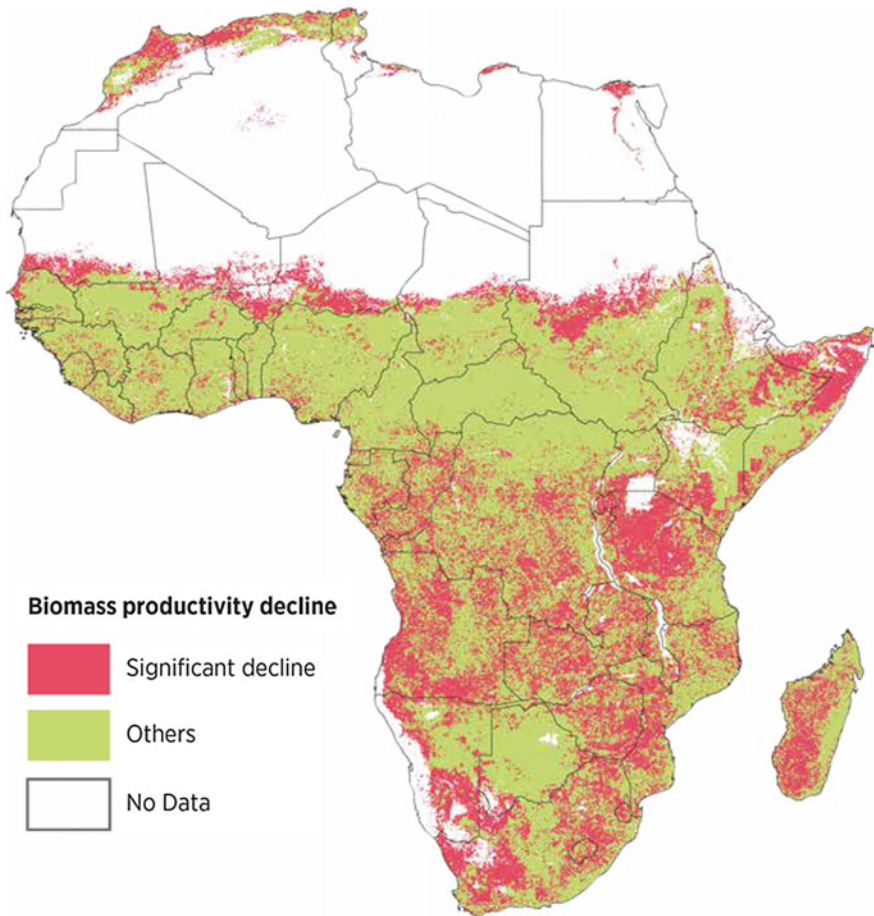 Biomass productivity decline
Significant decline
Others
No Data